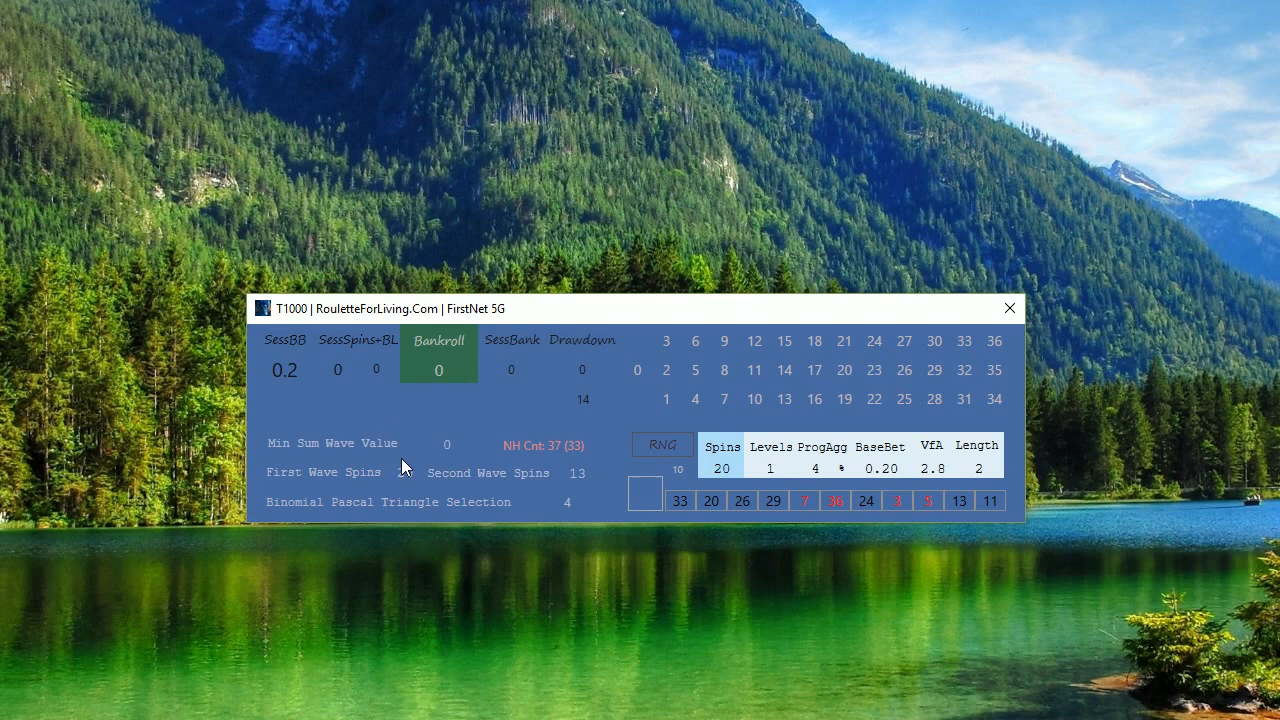 T1000 | RouletteForLiving.Com | FirstNet 5G
SessBB SessSpins+BL Bankroll SessBank Drawdown
0.2 0 0 0 0 0
14
3 6 9 12 15 18 21 24 27 30 33 36
0 2 5 8 11 14 17 20 23 26 29 32 35
1 4 7 10 13 16 19 22 25 28 31 34
Min Sum Wave Value 0 NH Cnt: 37 (33)
First Wave Spins Second Wave Spins 13
Binomial Pascal Triangle Selection 4
RNG
10
Spins Levels ProgAgg BaseBet VfA Length
20 1 4 % 0.20 2.8 2
33 20 26 29 7 36 24 3 5 13 11